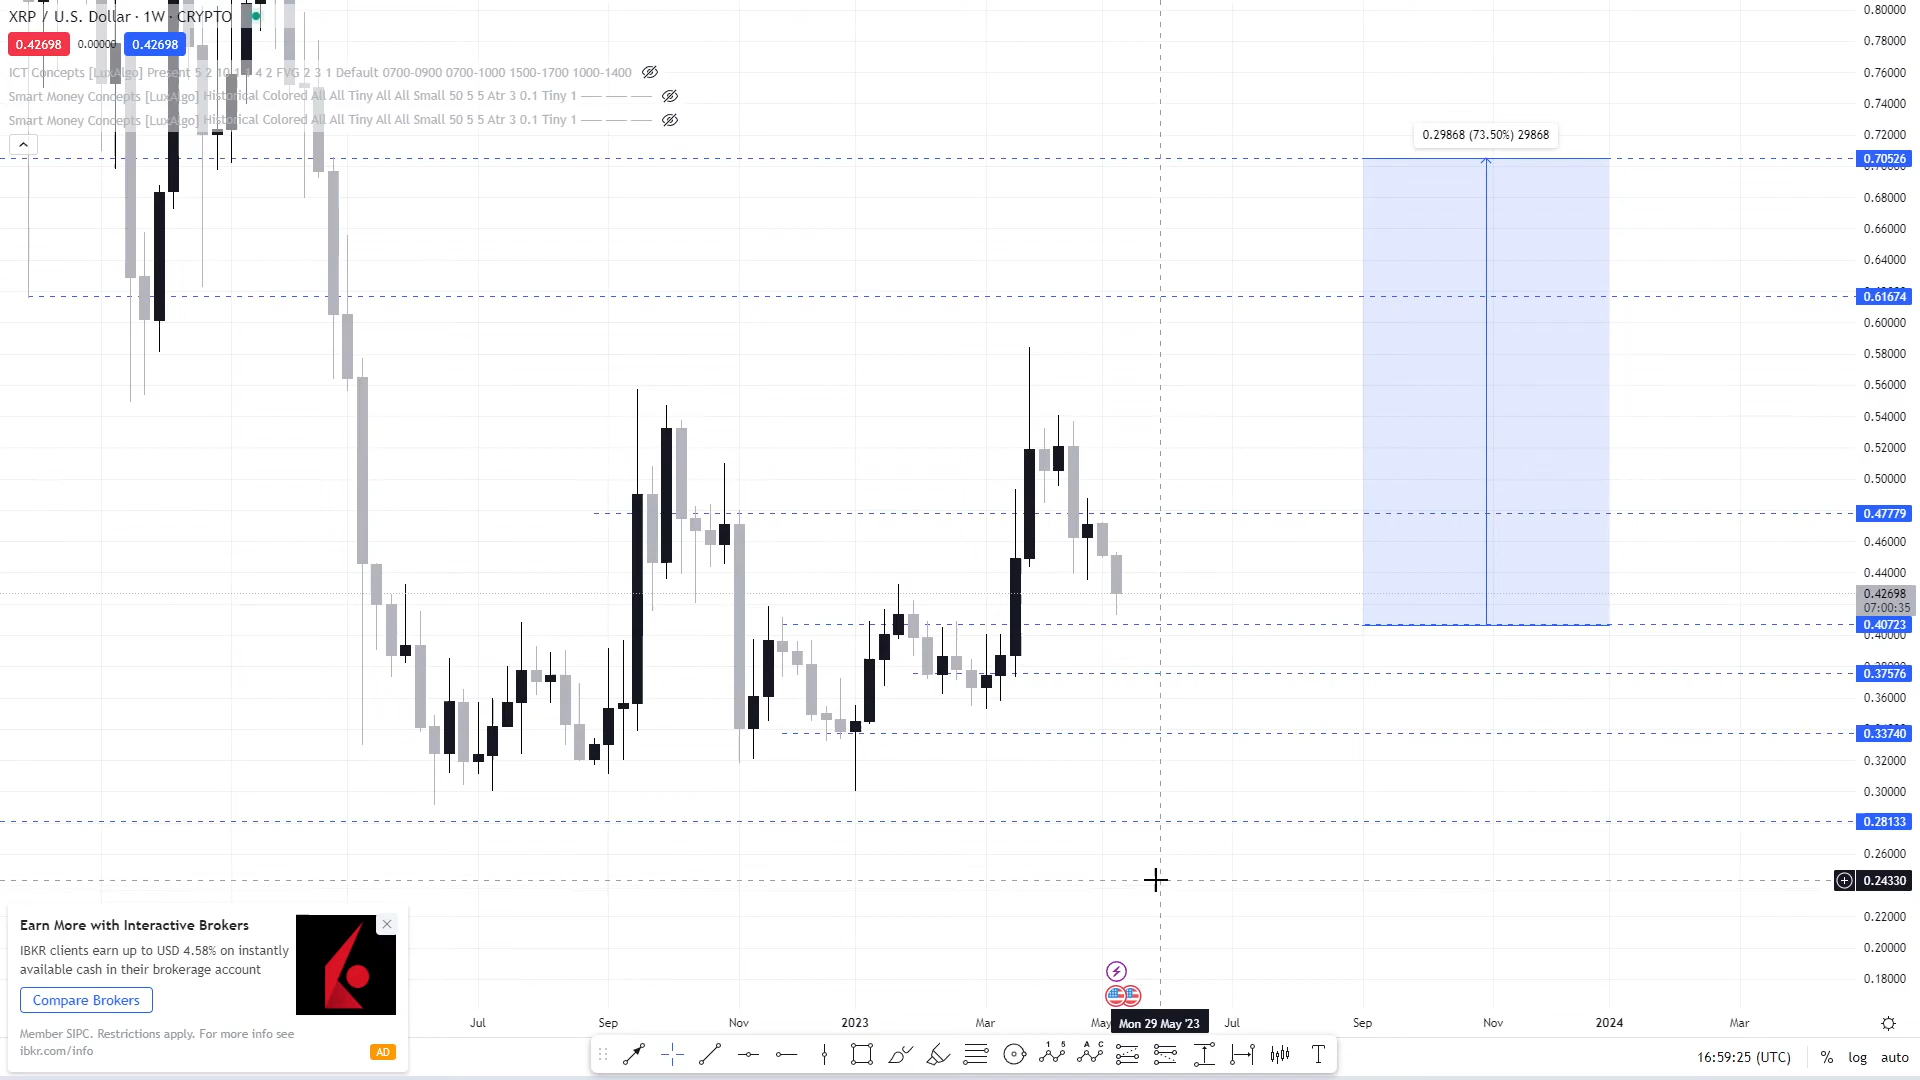 XRP / U.S. Dollar · 1W · CRYPTO
0.42698 0.00000 0.42698
ICT Concepts [LuxAlgo] Present 5 2 10 1 1 4 2 FVG 2 3 1 Default 0700-0900 0700-1000 1500-1700 1000-1400
Smart Money Concepts [LuxAlgo] Historical Colored All All Tiny All All Small 50 5 5 Atr 3 0.1 Tiny 1
Smart Money Concepts [LuxAlgo] Historical Colored All All Tiny All All Small 50 5 5 Atr 3 0.1 Tiny 1
0.29868 (73.50%) 29868
0.80000
0.78000
0.76000
0.74000
0.72000
0.70526
0.68000
0.66000
0.64000
0.61674
0.60000
0.58000
0.56000
0.54000
0.52000
0.50000
0.47779
0.46000
0.44000
0.42698
07:00:35
0.40723
0.40000
0.37576
0.36000
0.33740
0.32000
0.30000
0.28133
0.26000
0.24330
0.22000
0.20000
0.18000
Earn More with Interactive Brokers
IBKR clients earn up to USD 4.58% on instantly
available cash in their brokerage account
Compare Brokers
Member SIPC. Restrictions apply. For more info see
ibkr.com/info
AD
Jul Sep Nov 2023 Mar May Mon 29 May '23 Jul Sep Nov 2024 Mar
16:59:25 (UTC) % log auto